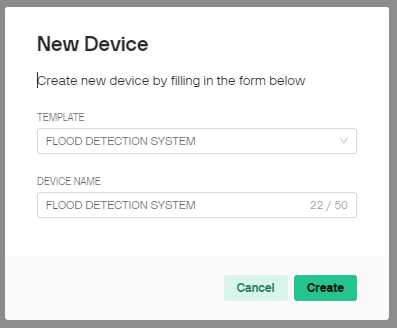 New Device
Create new device by filling in the form below
TEMPLATE
FLOOD DETECTION SYSTEM
DEVICE NAME
FLOOD DETECTION SYSTEM 22 / 50
Cancel Create